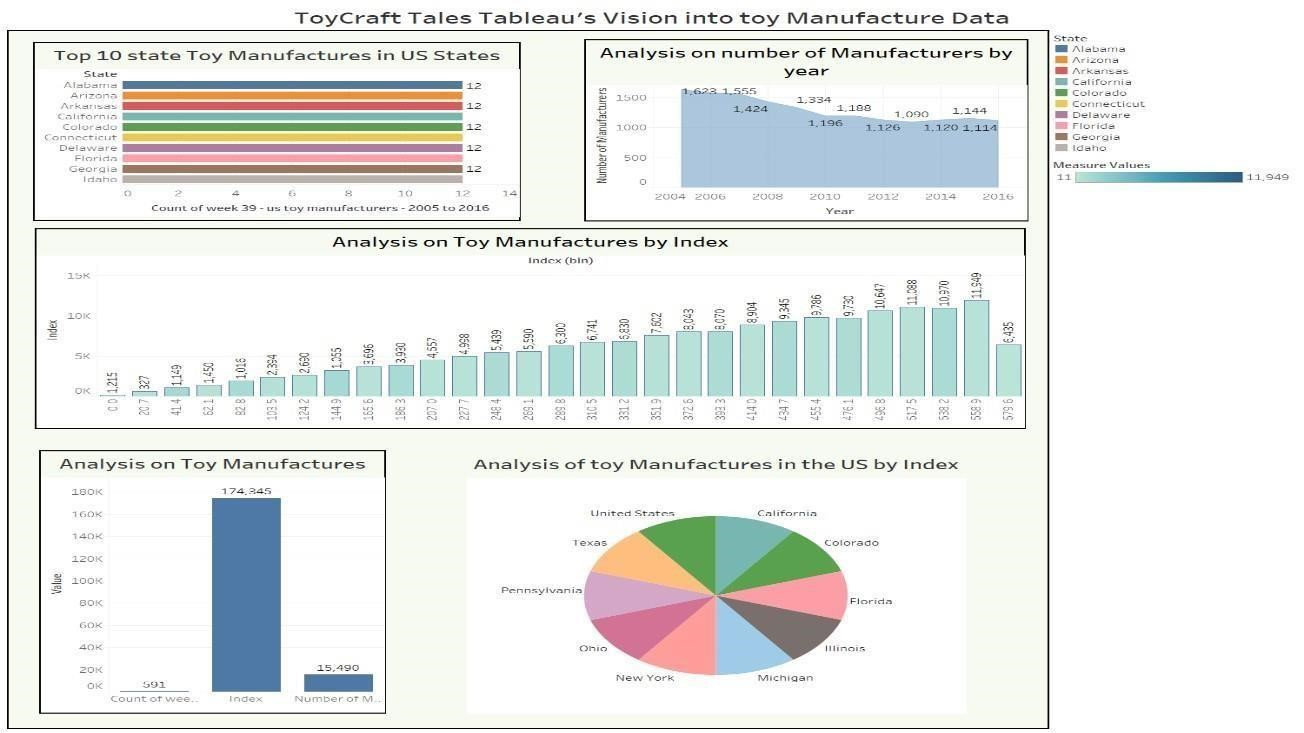 ToyCraft Tales Tableau's Vision into toy Manufacture Data
Top 10 state Toy Manufactures in US States
State
Alabama 12
Arizona
Arkansas 12
California
Colorado 12
Connecticut
Delaware 12
Florida
Georgia 12
Idaho
0 2 4 6 8 10 12 14
Count of week 39 - us toy manufacturers - 2005 to 2016
Analysis on number of Manufacturers by
year
Number of Manufacturers
1500
1000
500
0
1,623 1,555
1,424
1,334
1,196
1,188
1,126
1,090
1,120
1,144
1,114
2004 2006 2008 2010 2012 2014 2016
Year
State
Alabama
Arizona
Arkansas
California
Colorado
Connecticut
Delaware
Florida
Georgia
Idaho
Measure Values
11 11,949
Analysis on Toy Manufactures by Index
Index (bin)
Index
15K
10K
5K
0K
1,215 327 1,149 1,450 1,016 2,394 2,690 1,055 3,696 3,930 4,557 4,998 5,439 5,590 6,300 6,741 6,830 7,602 8,043 8,070 8,904 9,345 9,786 9,730 10,647 11,088 10,970 11,949 6,435
0.0 20.7 41.4 62.1 82.8 103.5 124.2 144.9 165.6 186.3 207.0 227.7 248.4 269.1 289.8 310.5 331.2 351.9 372.6 393.3 414.0 434.7 455.4 476.1 496.8 517.5 538.2 558.9 579.6
Analysis on Toy Manufactures
Value
180K
160K
140K
120K
100K
80K
60K
40K
20K
0K
591
174,345
15,490
Count of wee.. Index Number of M..
Analysis of toy Manufactures in the US by Index
United States
California
Texas
Colorado
Pennsylvania
Florida
Ohio
Illinois
New York
Michigan